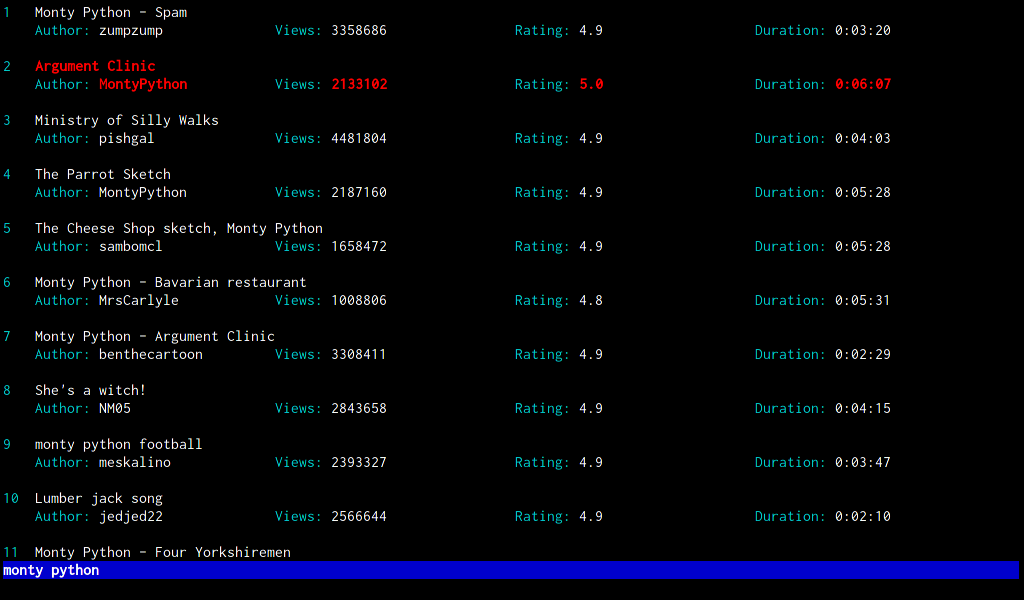 1 Monty Python - Spam
Author: zumpzump Views: 3358686 Rating: 4.9 Duration: 0:03:20
2 Argument Clinic
Author: MontyPython Views: 2133102 Rating: 5.0 Duration: 0:06:07
3 Ministry of Silly Walks
Author: pishgal Views: 4481804 Rating: 4.9 Duration: 0:04:03
4 The Parrot Sketch
Author: MontyPython Views: 2187160 Rating: 4.9 Duration: 0:05:28
5 The Cheese Shop sketch, Monty Python
Author: sambomcl Views: 1658472 Rating: 4.9 Duration: 0:05:28
6 Monty Python - Bavarian restaurant
Author: MrsCarlyle Views: 1008806 Rating: 4.8 Duration: 0:05:31
7 Monty Python - Argument Clinic
Author: benthecartoon Views: 3308411 Rating: 4.9 Duration: 0:02:29
8 She's a witch!
Author: NM05 Views: 2843658 Rating: 4.9 Duration: 0:04:15
9 monty python football
Author: meskalino Views: 2393327 Rating: 4.9 Duration: 0:03:47
10 Lumber jack song
Author: jedjed22 Views: 2566644 Rating: 4.9 Duration: 0:02:10
11 Monty Python - Four Yorkshiremen
monty python